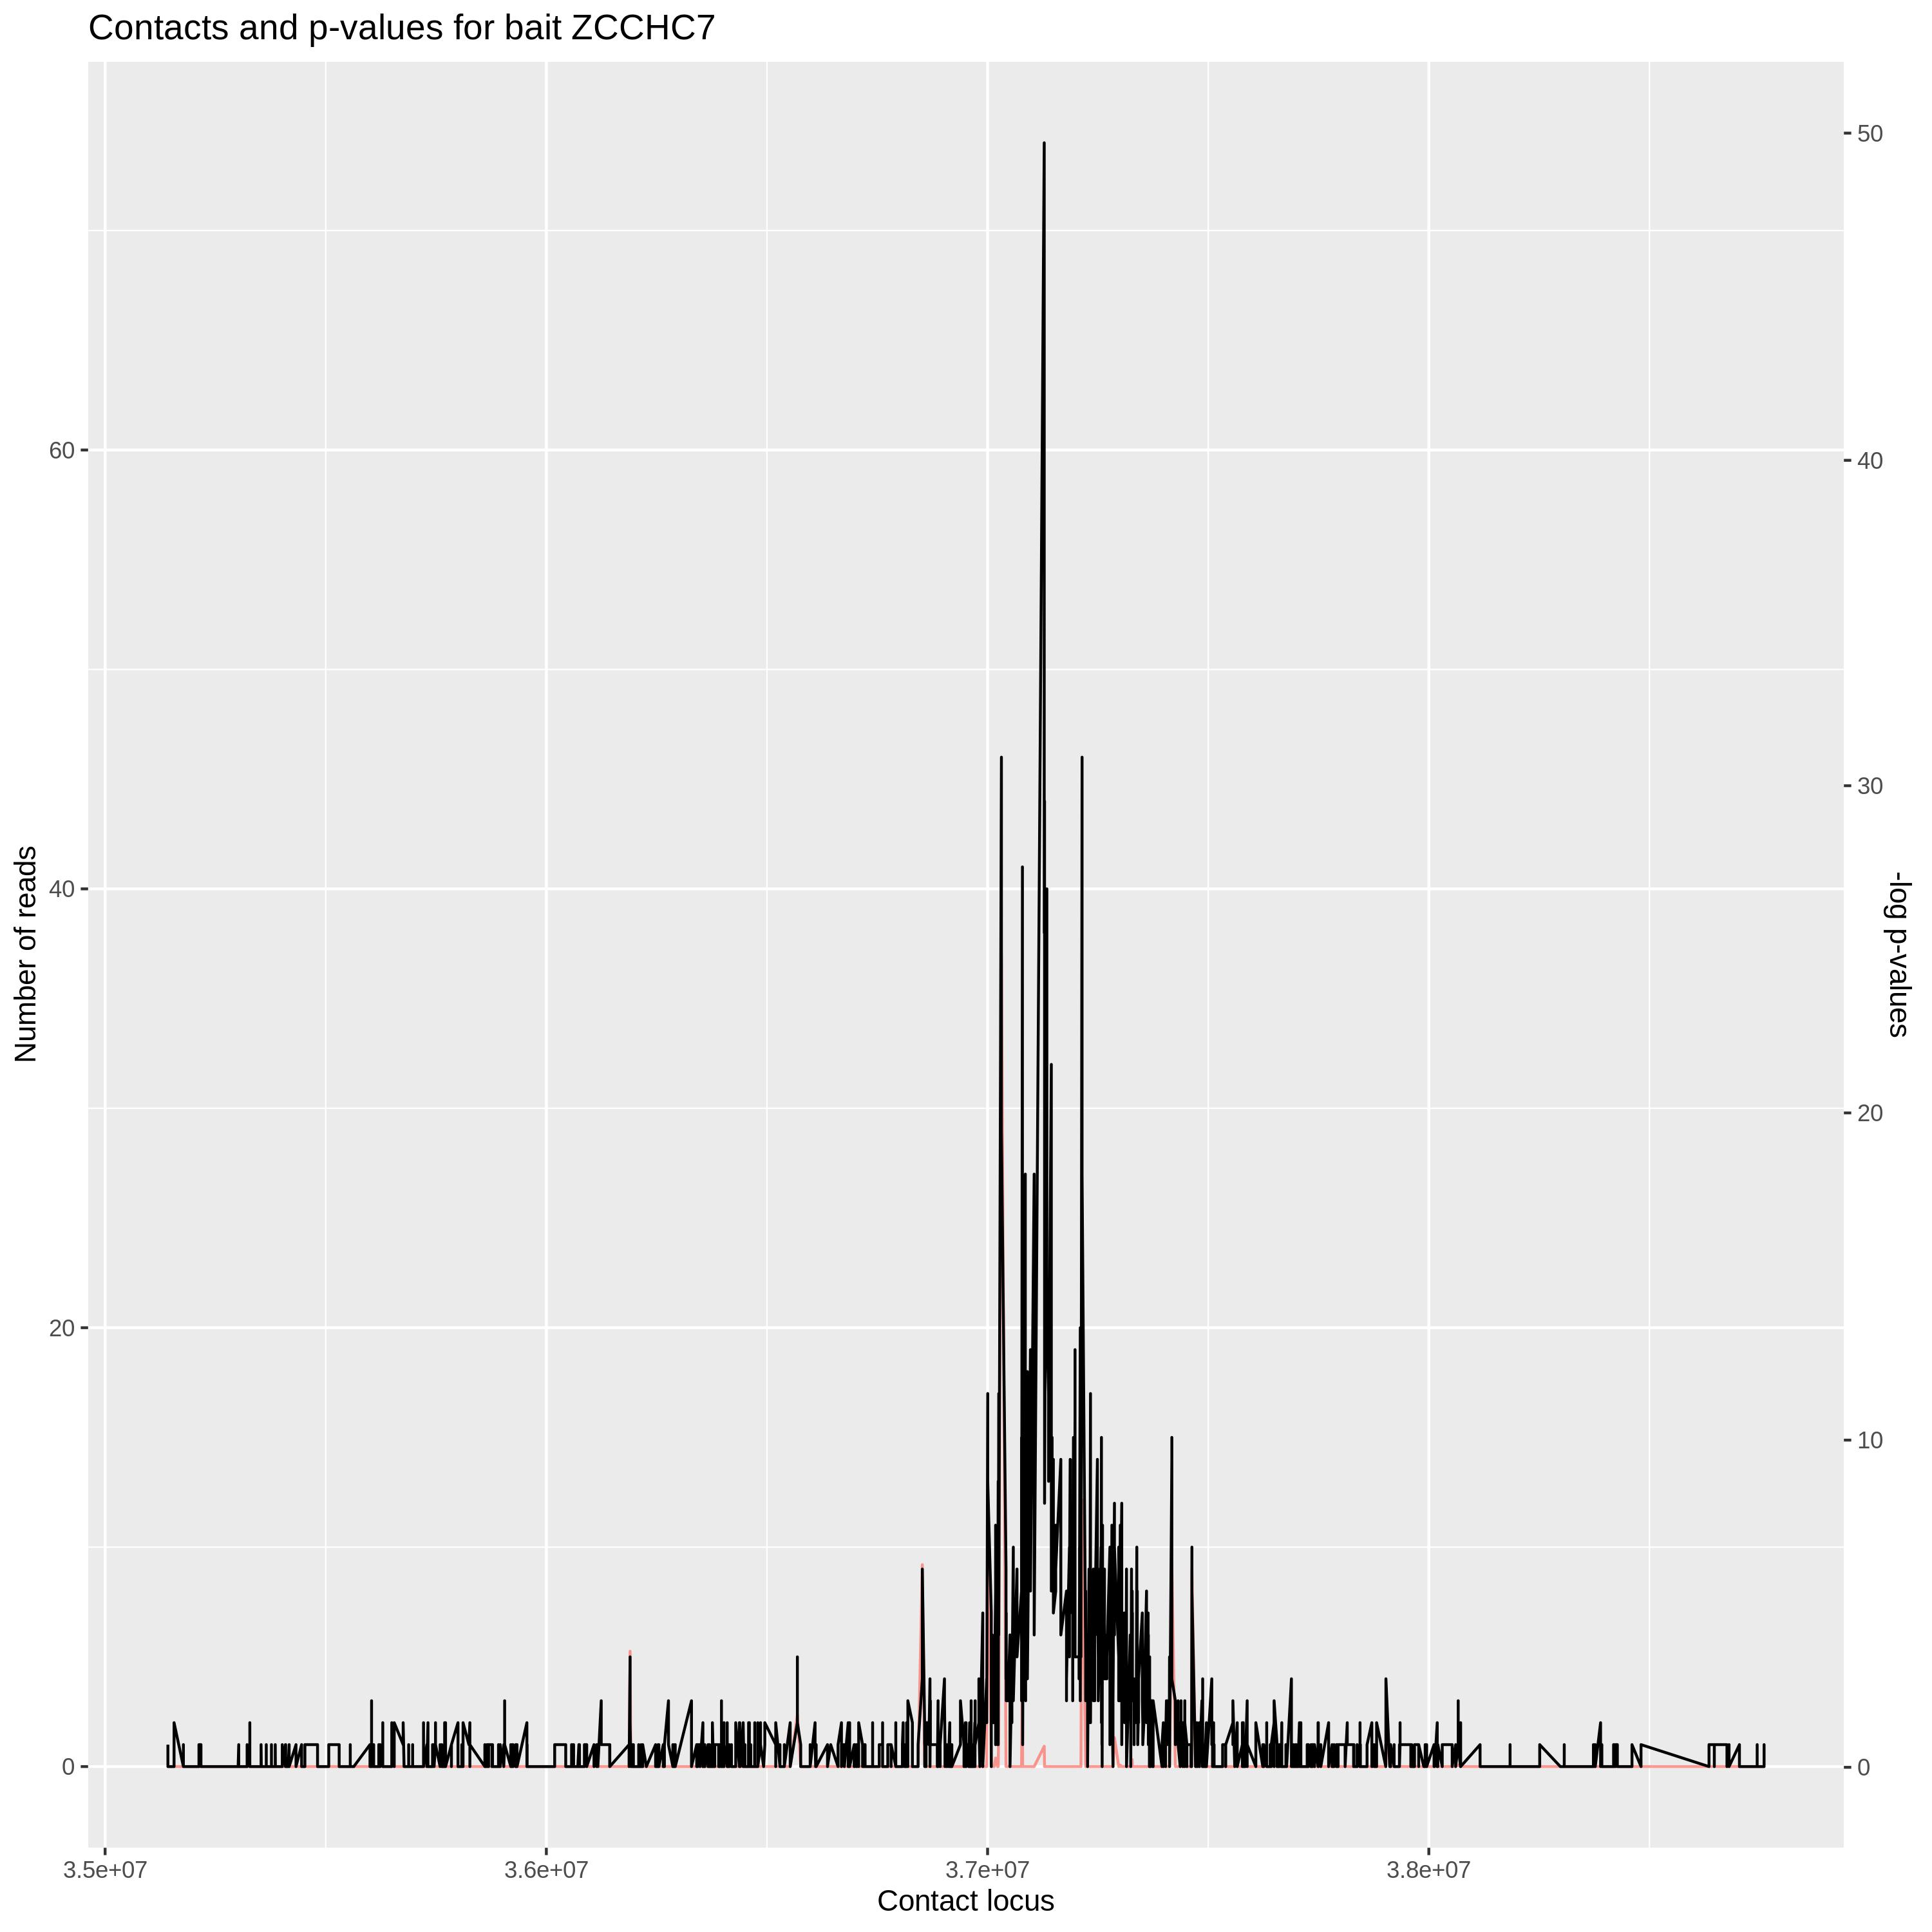 Contacts and p-values for bait ZCCHC7
Number of reads
60
40
20
0
50
40
30
20
10
0
-log p-values
3.5e+07
3.6e+07
3.7e+07
3.8e+07
Contact locus